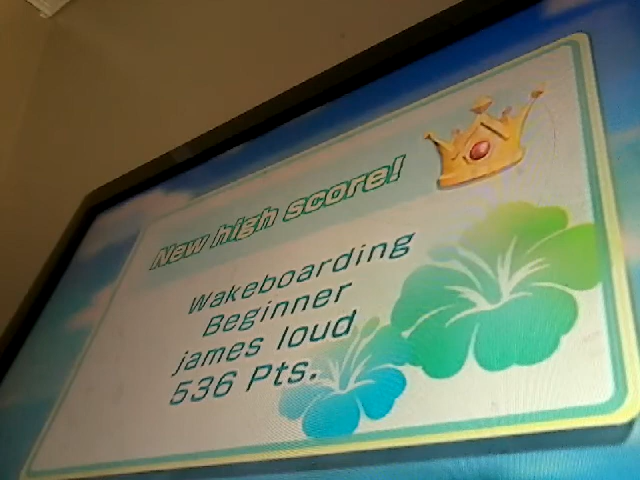 New high score!
Wakeboarding
Beginner
james loud
536 Pts.